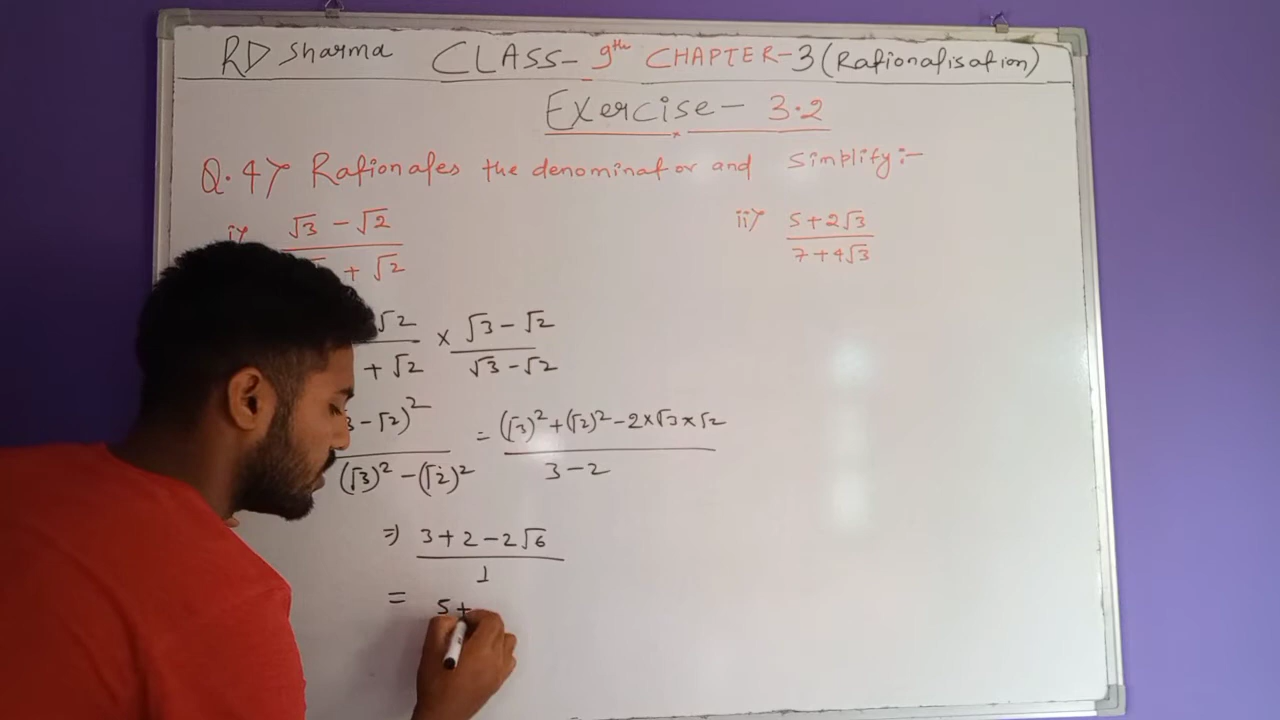 RD Sharma CLASS- 9th CHAPTER-3 (Rationalisation)
Exercise - 3.2
Q.4> Rationales the denominator and Simplify:-
i> √3 - √2
+ √2
ii> 5+2√3
7+4√3
√2 × √3 - √2
+ √2 √3 - √2
3 - √2)² = (√3)² + (√2)² - 2×√3×√2
(√3)² - (√2)² 3 - 2
⇒ 3 + 2 - 2√6
1
= 5 +